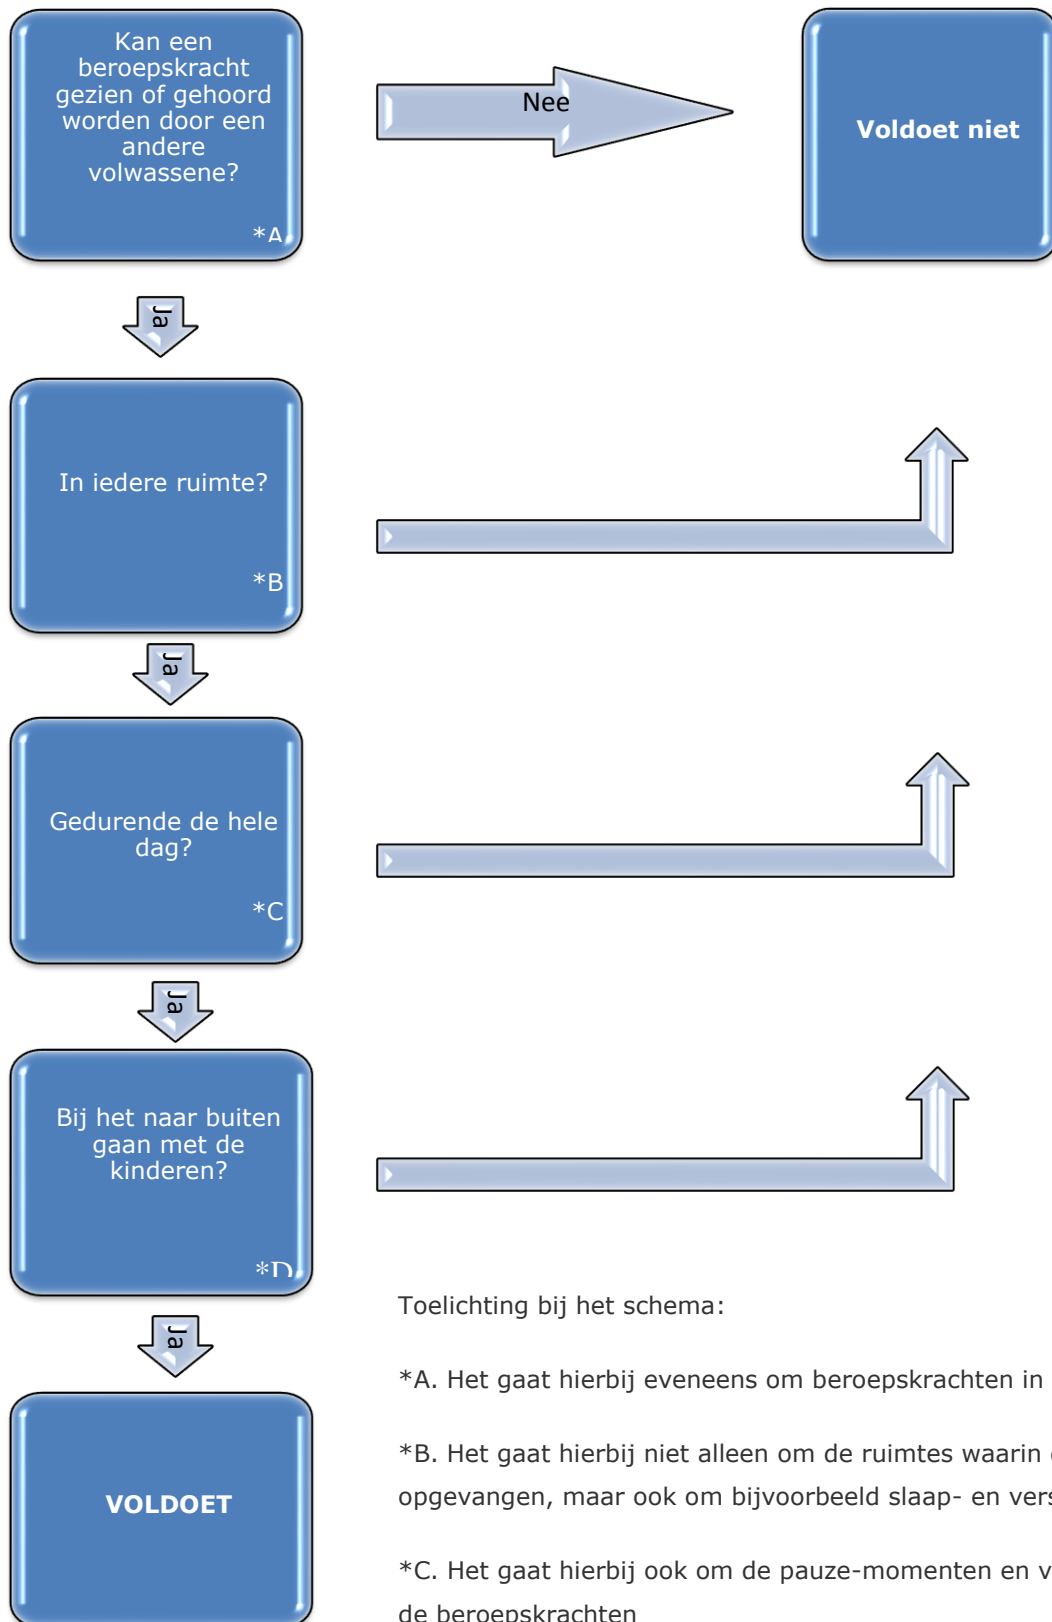 Kan een
beroepskracht
gezien of gehoord
worden door een
andere
volwassene?
*A
Nee
Voldoet niet
Ja
In iedere ruimte?
*B
Ja
Gedurende de hele
dag?
*C
Ja
Bij het naar buiten
gaan met de
kinderen?
*D
Ja
VOLDOET
Toelichting bij het schema:
*A. Het gaat hierbij eveneens om beroepskrachten in
*B. Het gaat hierbij niet alleen om de ruimtes waarin
opgevangen, maar ook om bijvoorbeeld slaap- en
*C. Het gaat hierbij ook om de pauze-momenten en
de beroepskrachten